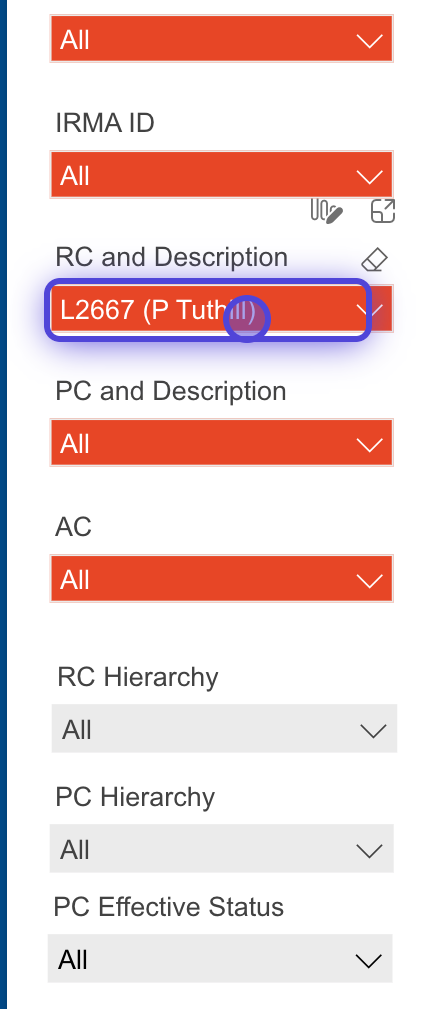 All
IRMA ID
All
RC and Description
L2667 (P Tuthill)
PC and Description
All
AC
All
RC Hierarchy
All
PC Hierarchy
All
PC Effective Status
All